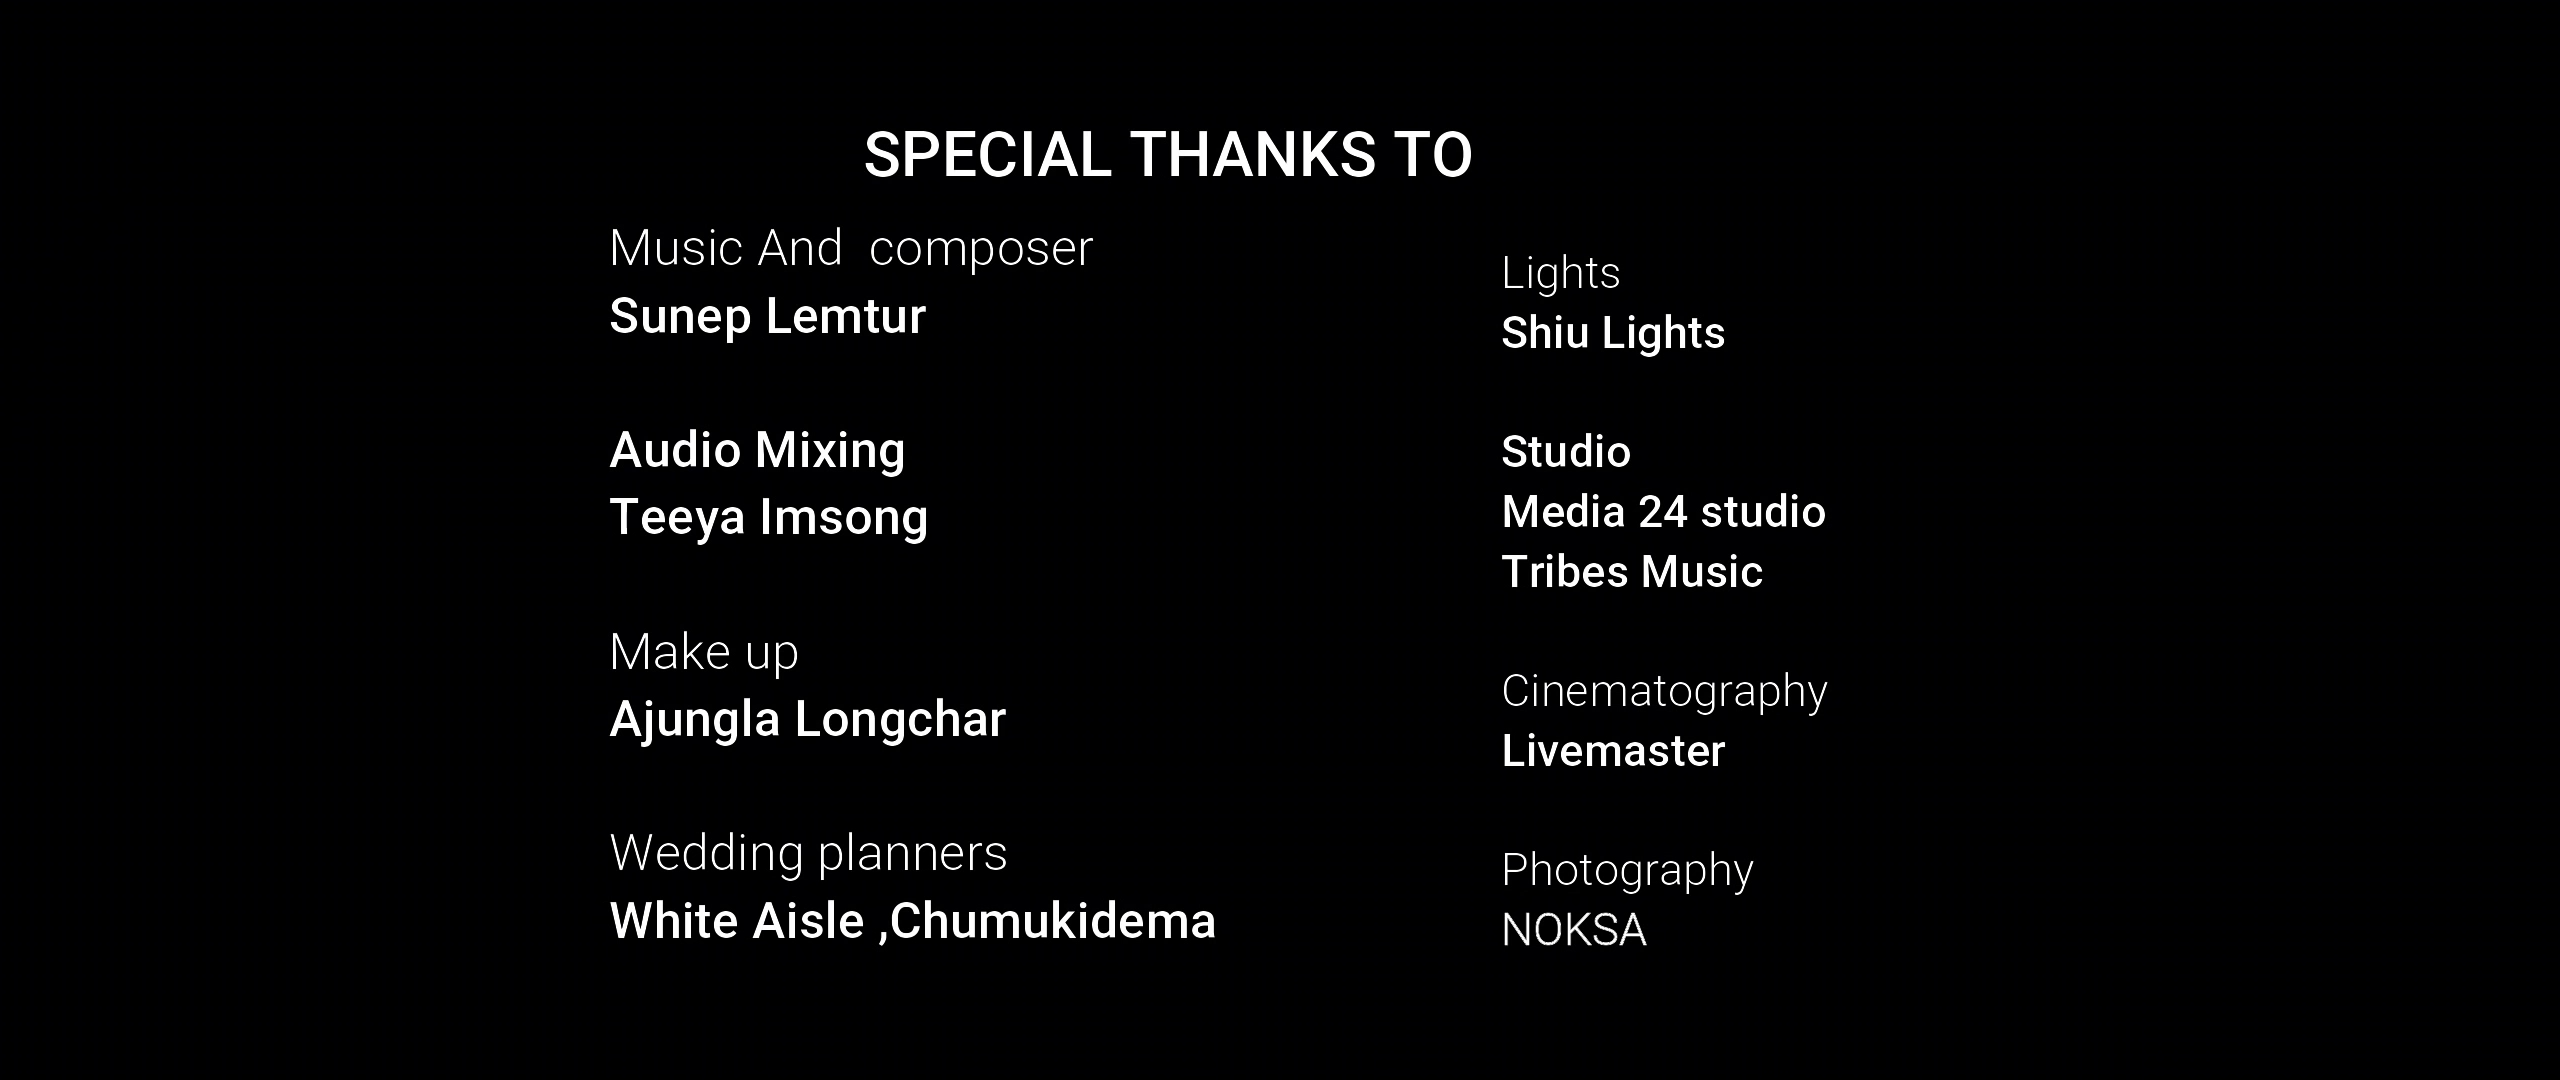 SPECIAL THANKS TO
Music And  composer
Sunep Lemtur
Audio Mixing
Teeya Imsong
Make up
Ajungla Longchar
Wedding planners
White Aisle ,Chumukidema
Lights
Shiu Lights
Studio
Media 24 studio
Tribes Music
Cinematography
Livemaster
Photography
NOKSA